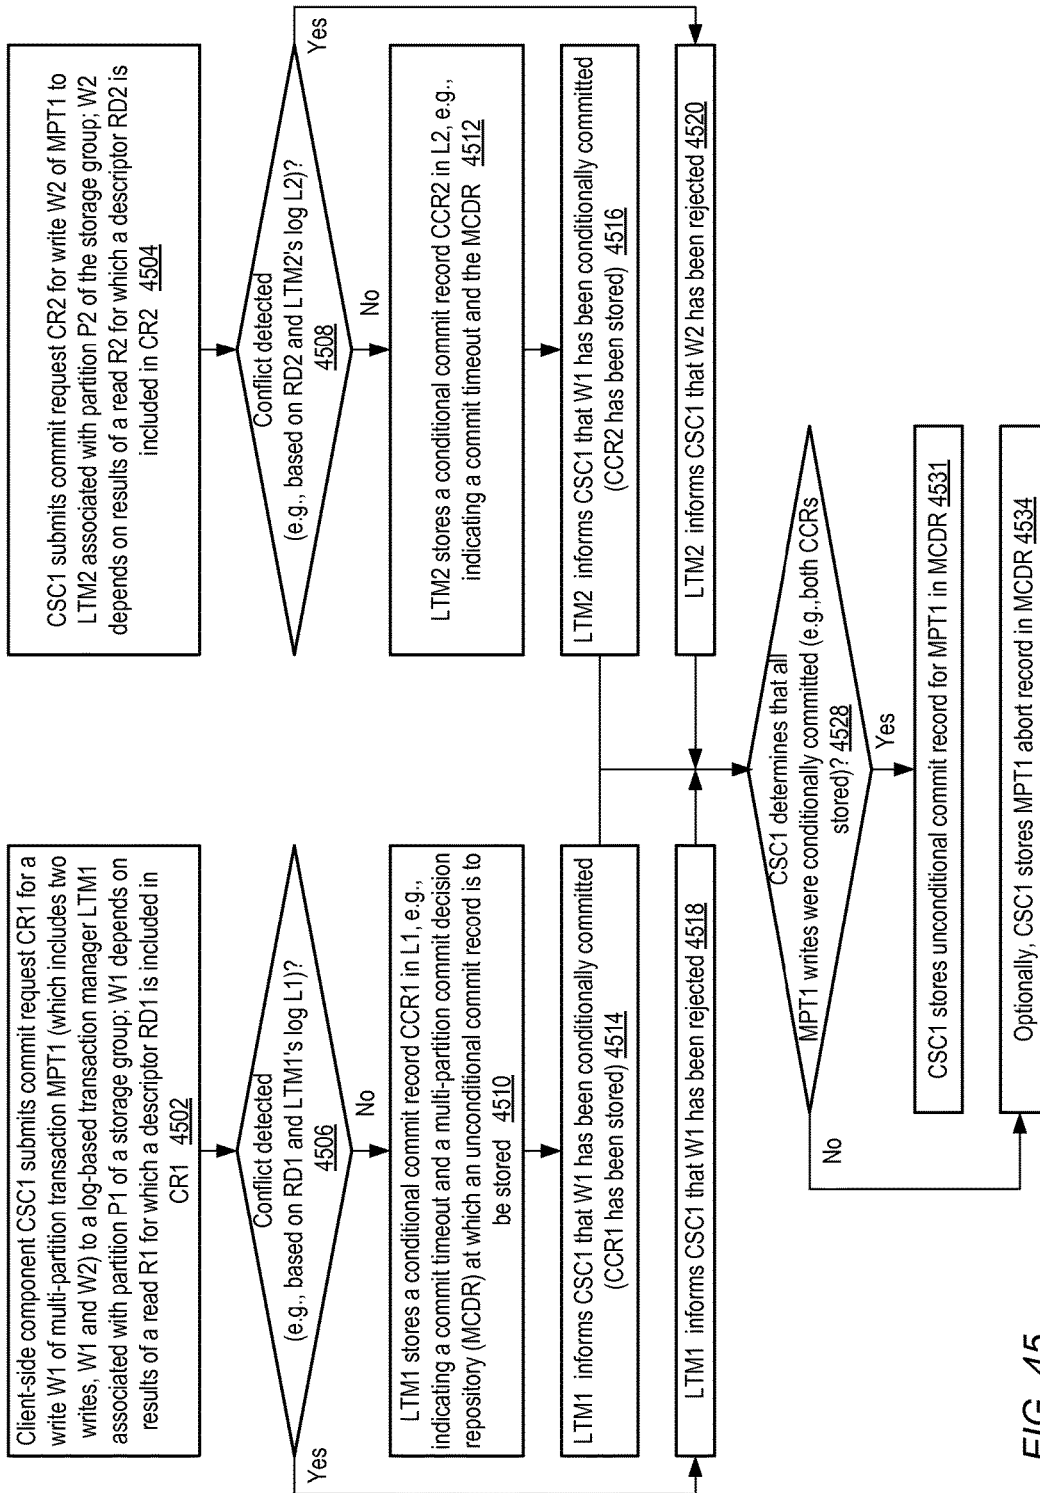 Client-side component CSC1 submits commit request CR1 for a
write W1 of multi-partition transaction MPT1 (which includes two
writes, W1 and W2) to a log-based transaction manager LTM1
associated with partition P1 of a storage group; W1 depends on
results of a read R1 for which a descriptor RD1 is included in
CR1 4502
Conflict detected
(e.g., based on RD1 and LTM1's log L1)?
4506
Yes
No
LTM1 stores a conditional commit record CCR1 in L1, e.g.,
indicating a commit timeout and a multi-partition commit decision
repository (MCDR) at which an unconditional commit record is to
be stored 4510
LTM1 informs CSC1 that W1 has been conditionally committed
(CCR1 has been stored) 4514
LTM1 informs CSC1 that W1 has been rejected 4518
CSC1 submits commit request CR2 for write W2 of MPT1 to
LTM2 associated with partition P2 of the storage group; W2
depends on results of a read R2 for which a descriptor RD2 is
included in CR2 4504
Conflict detected
(e.g., based on RD2 and LTM2's log L2)?
4508
Yes
No
LTM2 stores a conditional commit record CCR2 in L2, e.g.,
indicating a commit timeout and the MCDR 4512
LTM2 informs CSC1 that W1 has been conditionally committed
(CCR2 has been stored) 4516
LTM2 informs CSC1 that W2 has been rejected 4520
CSC1 determines that all
MPT1 writes were conditionally committed (e.g.,both CCRs
stored)? 4528
Yes
No
CSC1 stores unconditional commit record for MPT1 in MCDR 4531
Optionally, CSC1 stores MPT1 abort record in MCDR 4534
FIG. 45